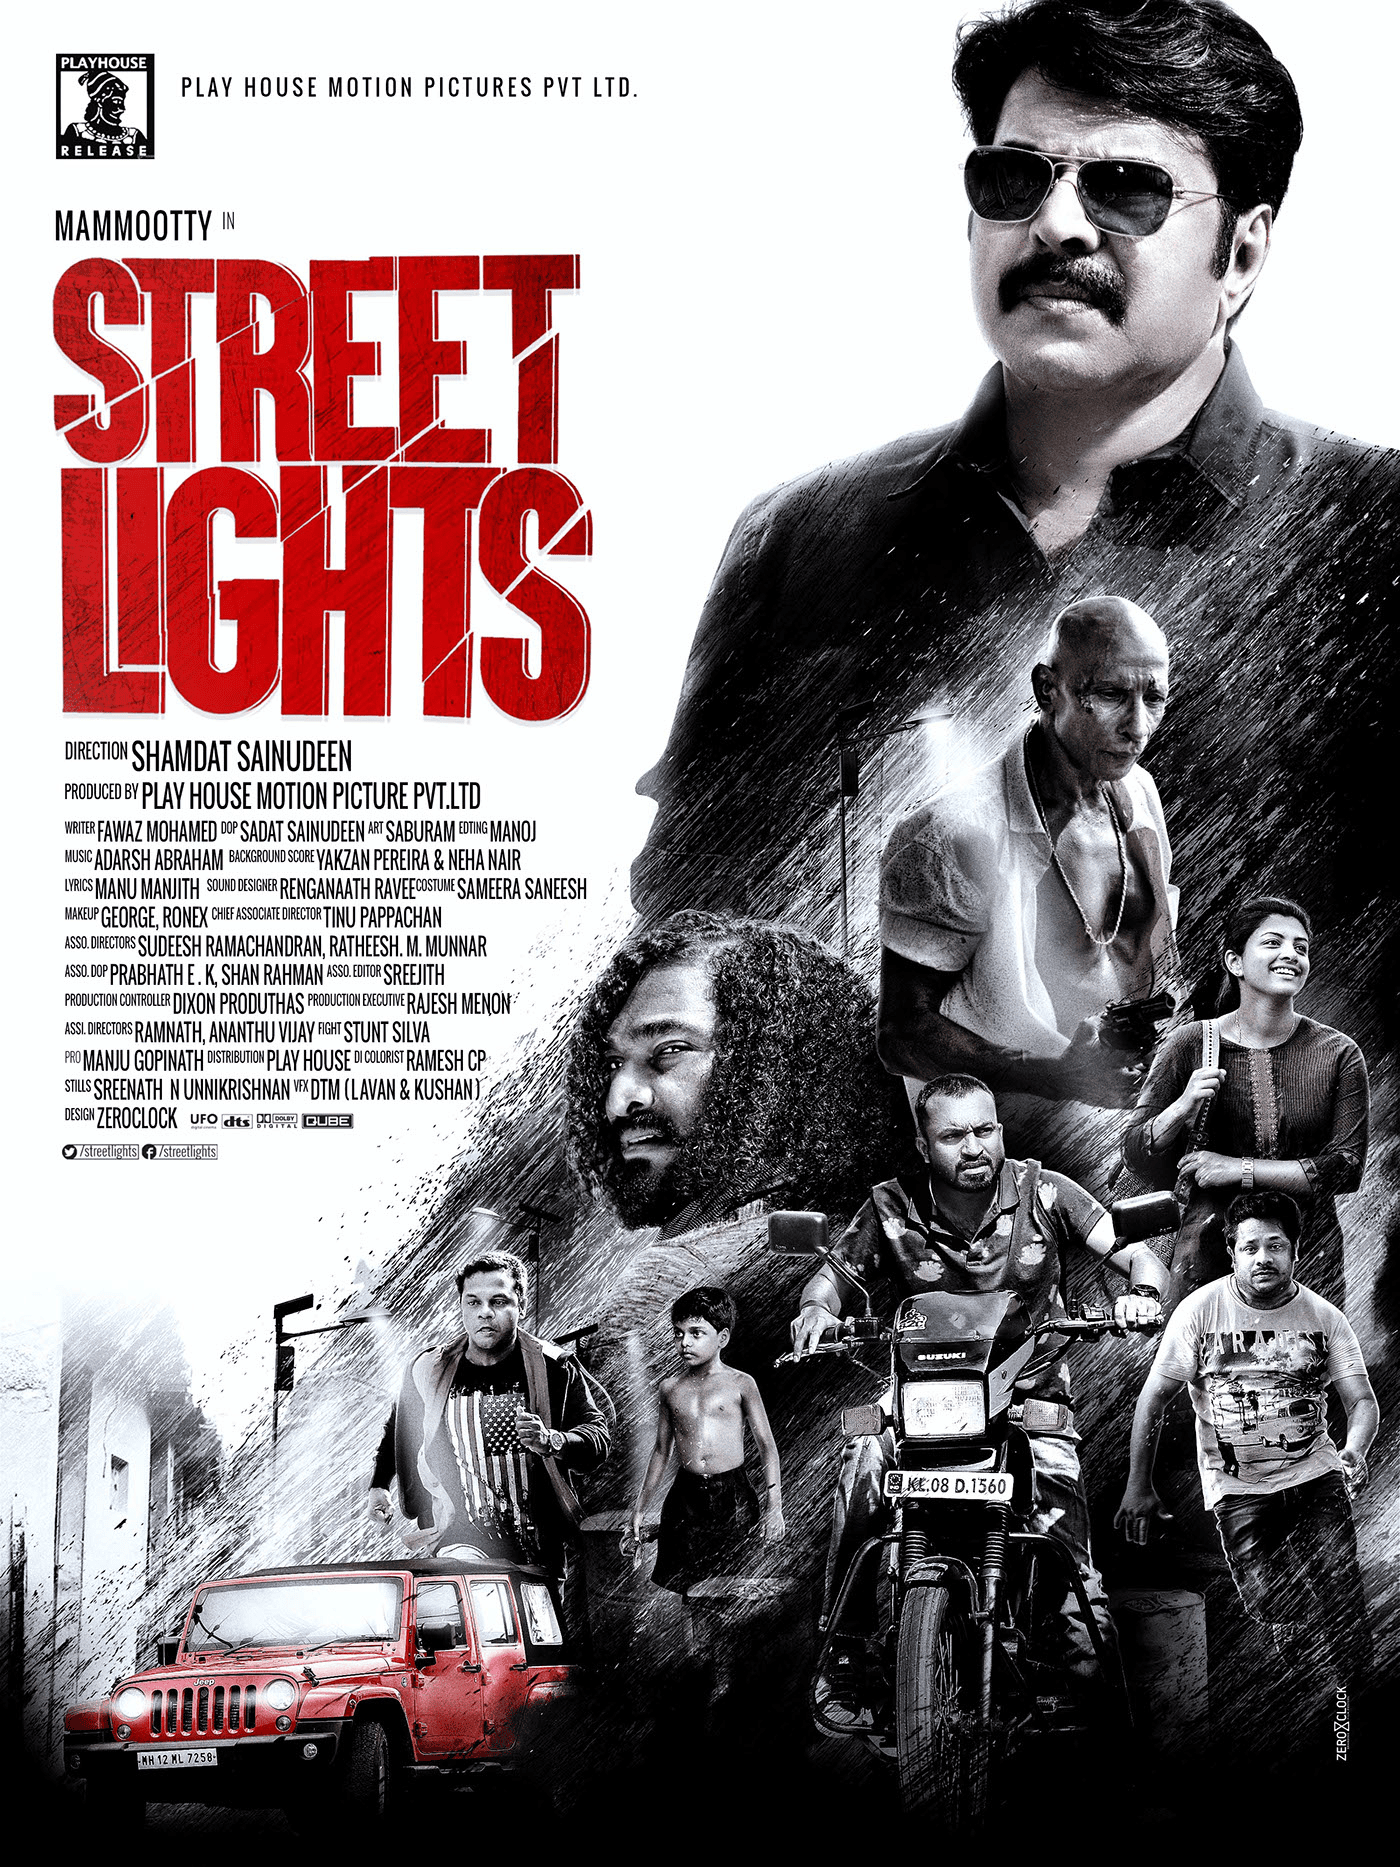 PLAYHOUSE
RELEASE
PLAY HOUSE MOTION PICTURES PVT LTD.
MAMMOOTTY IN
STREET
LIGHTS
DIRECTION SHAMDAT SAINUDEEN
PRODUCED BY PLAY HOUSE MOTION PICTURE PVT.LTD
WRITER FAWAZ MOHAMED DOP SADAT SAINUDEEN ART SABURAM EDTING MANOJ
MUSIC ADARSH ABRAHAM BACKGROUND SCORE YAKZAN PEREIRA & NEHA NAIR
LYRICS MANU MANJITH SOUND DESIGNER RENGANAATH RAVEE COSTUME SAMEERA SANEESH
MAKEUP GEORGE, RONEX CHIEF ASSOCIATE DIRECTOR TINU PAPPACHAN
ASSO. DIRECTORS SUDEESH RAMACHANDRAN, RATHEESH. M. MUNNAR
ASSO. DOP PRABHATH E . K, SHAN RAHMAN ASSO. EDITOR SREEJITH
PRODUCTION CONTROLLER DIXON PRODUTHAS PRODUCTION EXECUTIVE RAJESH MENON
ASSI. DIRECTORS RAMNATH, ANANTHU VIJAY FIGHT STUNT SILVA
PRO MANJU GOPINATH DISTRIBUTION PLAY HOUSE DI COLORIST RAMESH CP
STILLS SREENATH N UNNIKRISHNAN VFX DTM (LAVAN & KUSHAN)
DESIGN ZEROCLOCK UFO digital cinema dts DOLBY DIGITAL QUBE
/streetlights /streetlights
SUZUKI
KL.08 D.1560
Jeep
MH 12 ML 7258
ZEROCLOCK